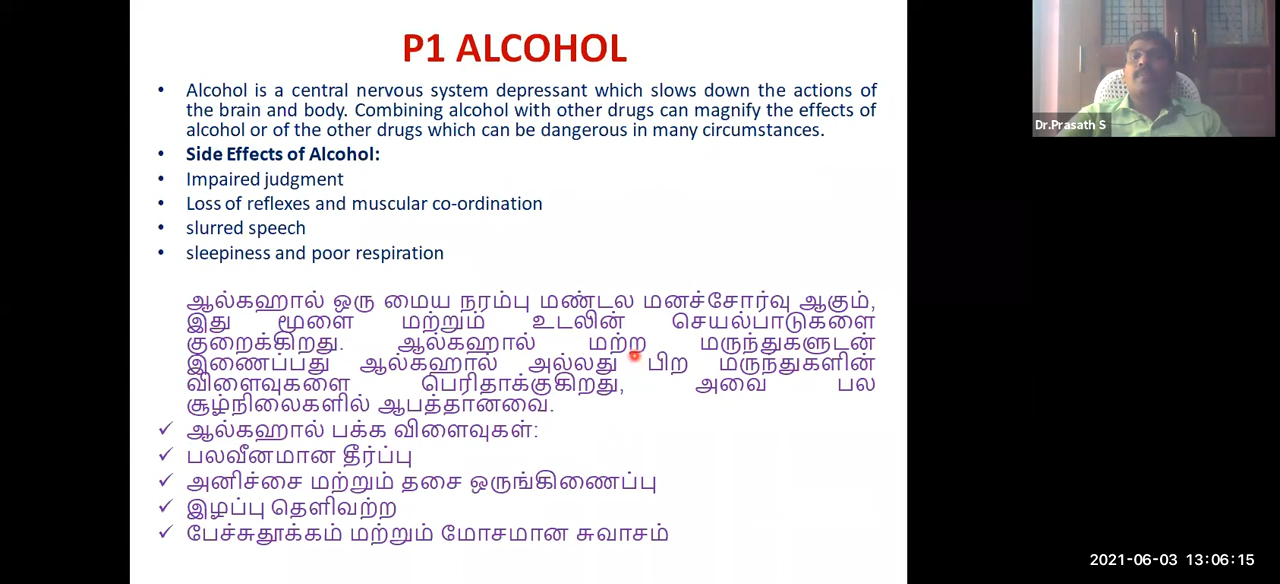 P1 ALCOHOL
• Alcohol is a central nervous system depressant which slows down the actions of
the brain and body. Combining alcohol with other drugs can magnify the effects of
alcohol or of the other drugs which can be dangerous in many circumstances.
• Side Effects of Alcohol:
• Impaired judgment
• Loss of reflexes and muscular co-ordination
• slurred speech
• sleepiness and poor respiration
ஆல்கஹால் ஒரு மைய நரம்பு மண்டல மனச்சோர்வு ஆகும்,
இது மூளை மற்றும் உடலின் செயல்பாடுகளை
குறைக்கிறது. ஆல்கஹால் மற்ற மருந்துகளுடன்
இணைப்பது ஆல்கஹால் அல்லது பிற மருந்துகளின்
விளைவுகளை பெரிதாக்குகிறது, அவை பல
சூழ்நிலைகளில் ஆபத்தானவை.
✓ ஆல்கஹால் பக்க விளைவுகள்:
✓ பலவீனமான தீர்ப்பு
✓ அனிச்சை மற்றும் தசை ஒருங்கிணைப்பு
✓ இழப்பு தெளிவற்ற
✓ பேச்சுதூக்கம் மற்றும் மோசமான சுவாசம்
Dr.Prasath S
2021-06-03 13:06:15